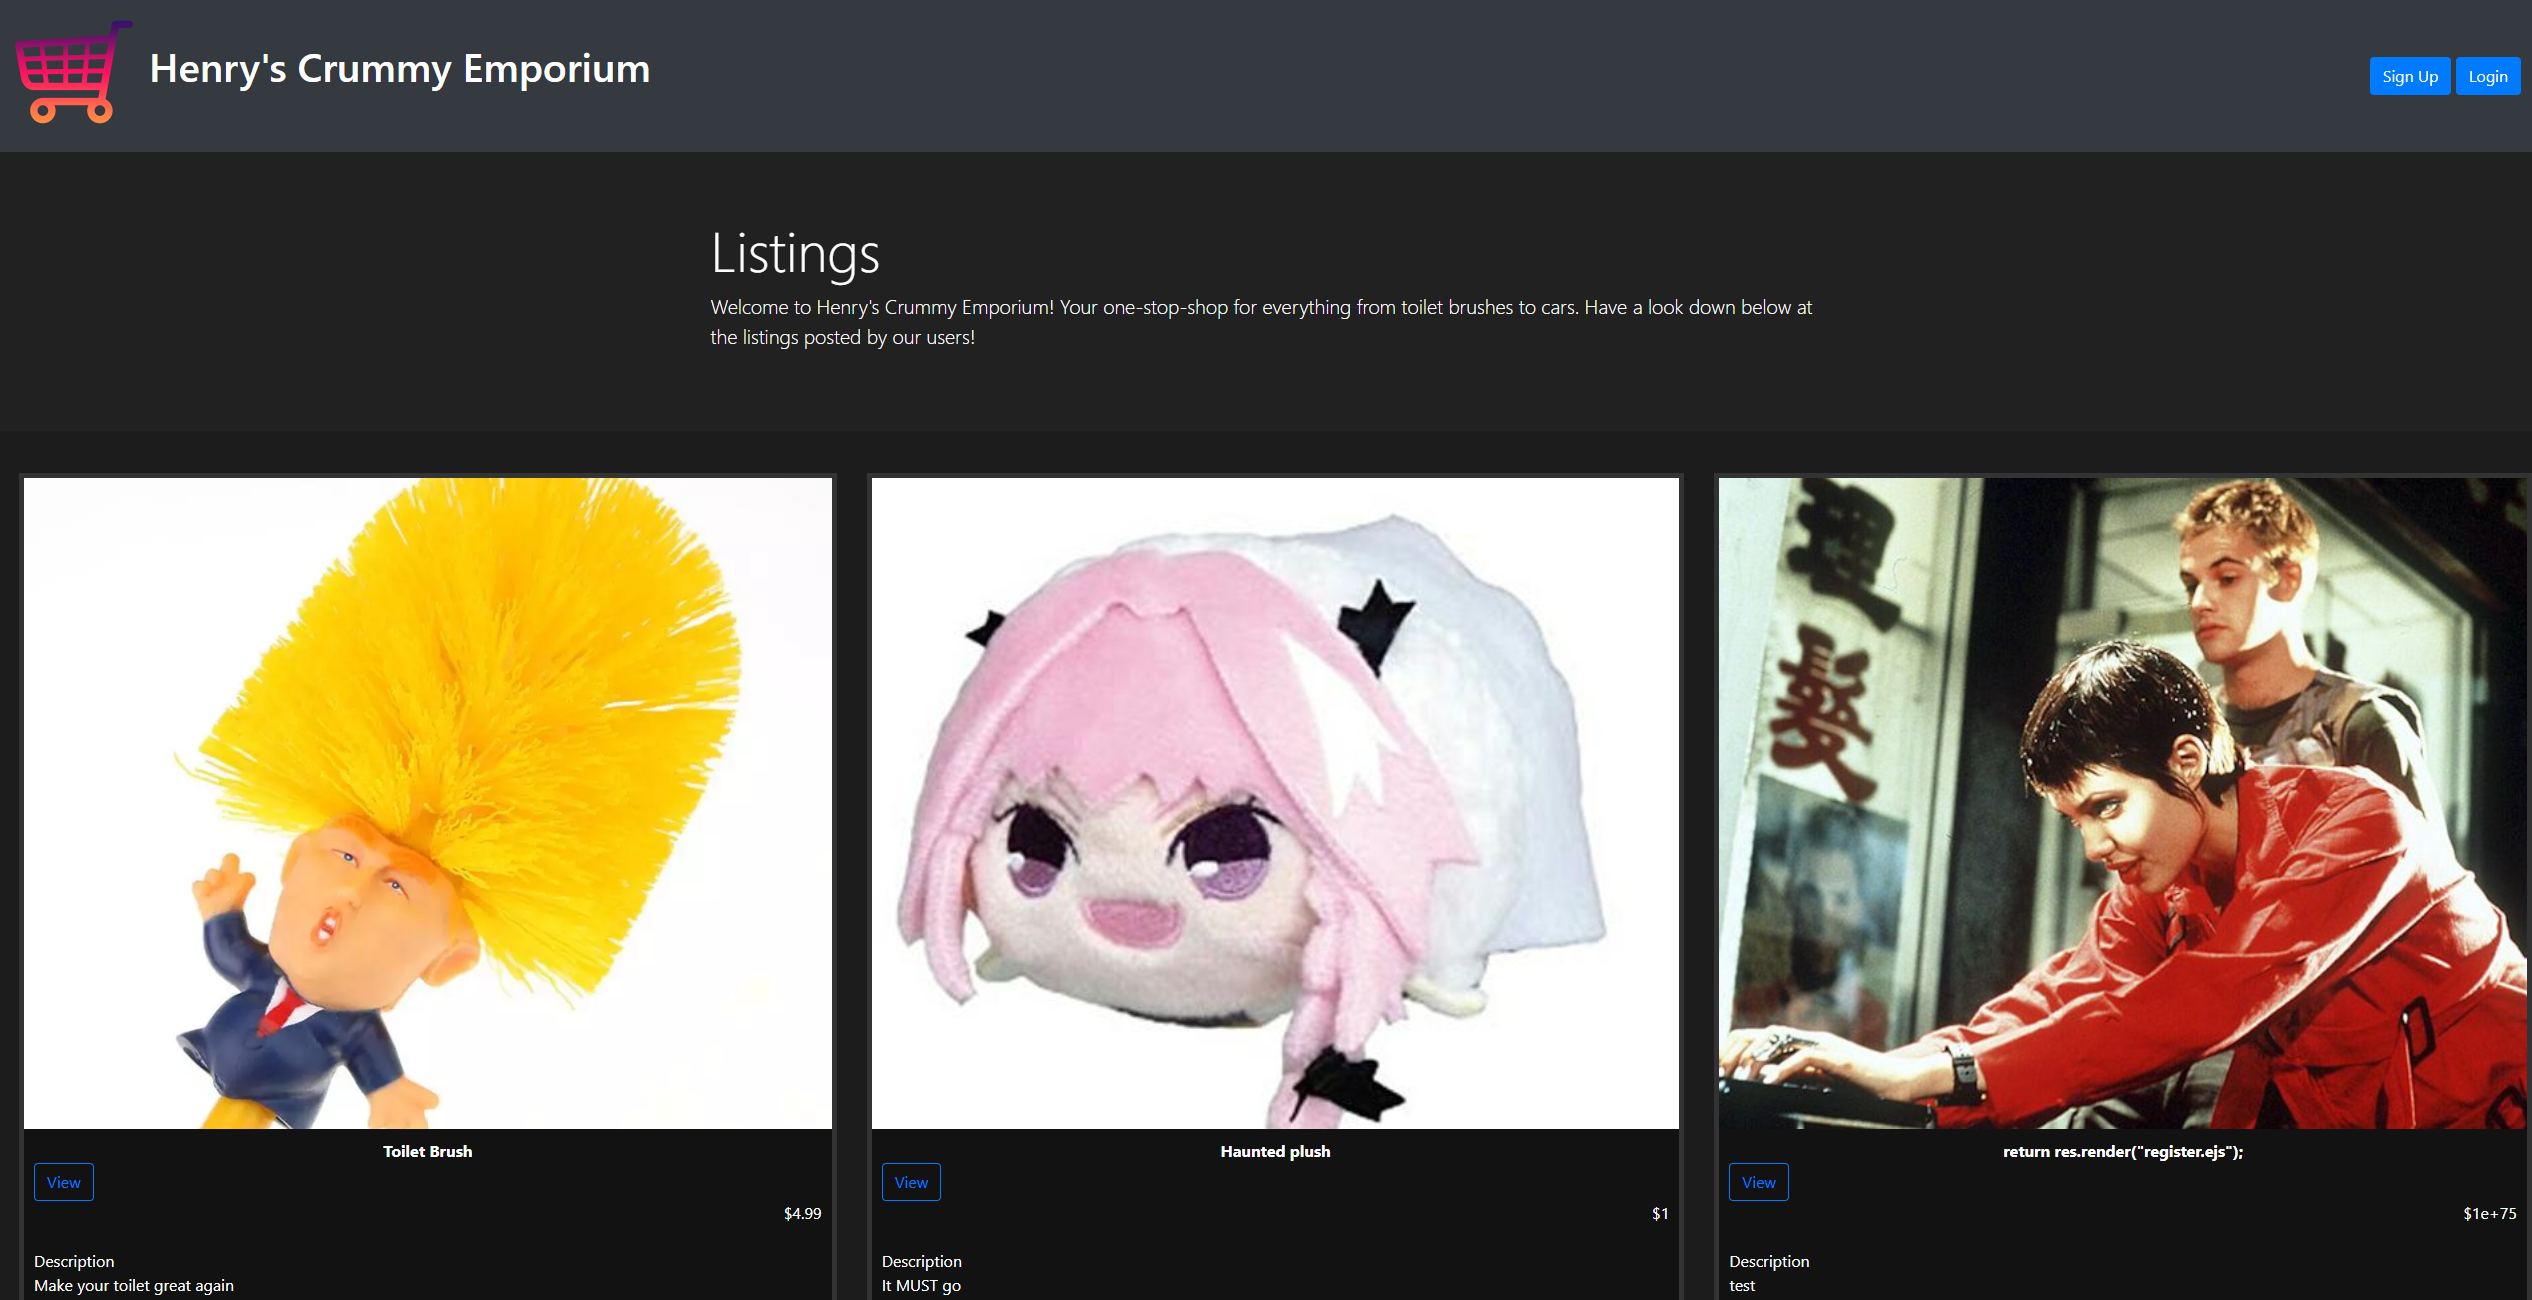 Henry's Crummy Emporium
Sign Up
Login
Listings
Welcome to Henry's Crummy Emporium! Your one-stop-shop for everything from toilet brushes to cars. Have a look down below at
the listings posted by our users!
理
髮
Toilet Brush
View
$4.99
Description
Make your toilet great again
Haunted plush
View
$1
Description
It MUST go
return res.render("register.ejs");
View
$1e+75
Description
test